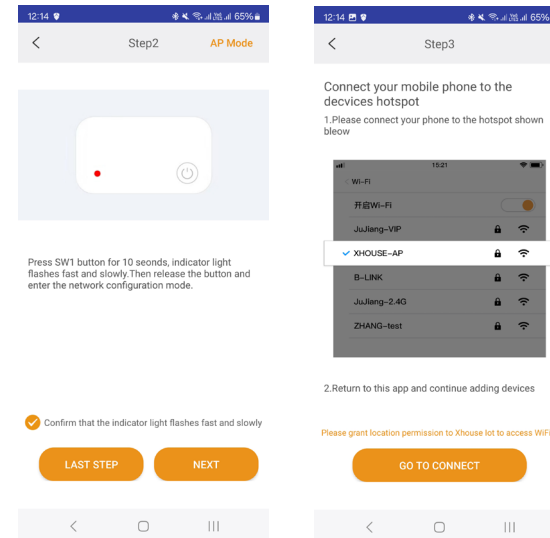 12:14
65%
Step2
AP Mode
Press SW1 button for 10 seonds, indicator light
flashes fast and slowly.Then release the button and
enter the network configuration mode.
Confirm that the indicator light flashes fast and slowly
LAST STEP
NEXT
12:14
65%
Step3
Connect your mobile phone to the
decvices hotspot
1.Please connect your phone to the hotspot shown
bleow
15:21
Wi-Fi
开启Wi-Fi
JuJiang-VIP
XHOUSE-AP
B-LINK
JuJiang-2.4G
ZHANG-test
2.Return to this app and continue adding devices
Please grant location permission to Xhouse Iot to access WiFi
GO TO CONNECT